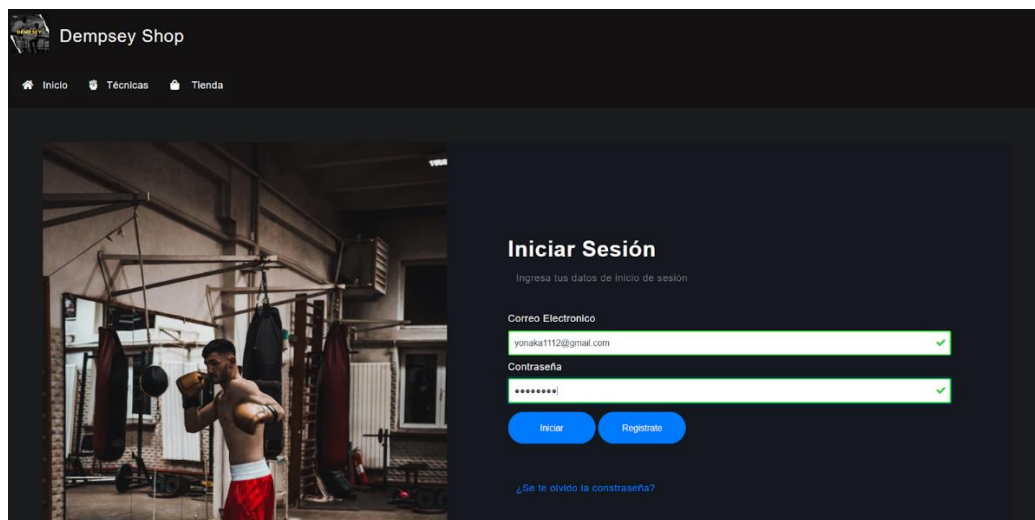 DEMPSEY
Dempsey Shop
Inicio Técnicas Tienda
Iniciar Sesión
Ingresa tus datos de inicio de sesión
Correo Electronico
yonaka1112@gmail.com
Contraseña
••••••••
Iniciar Registrate
¿Se te olvido la constraseña?